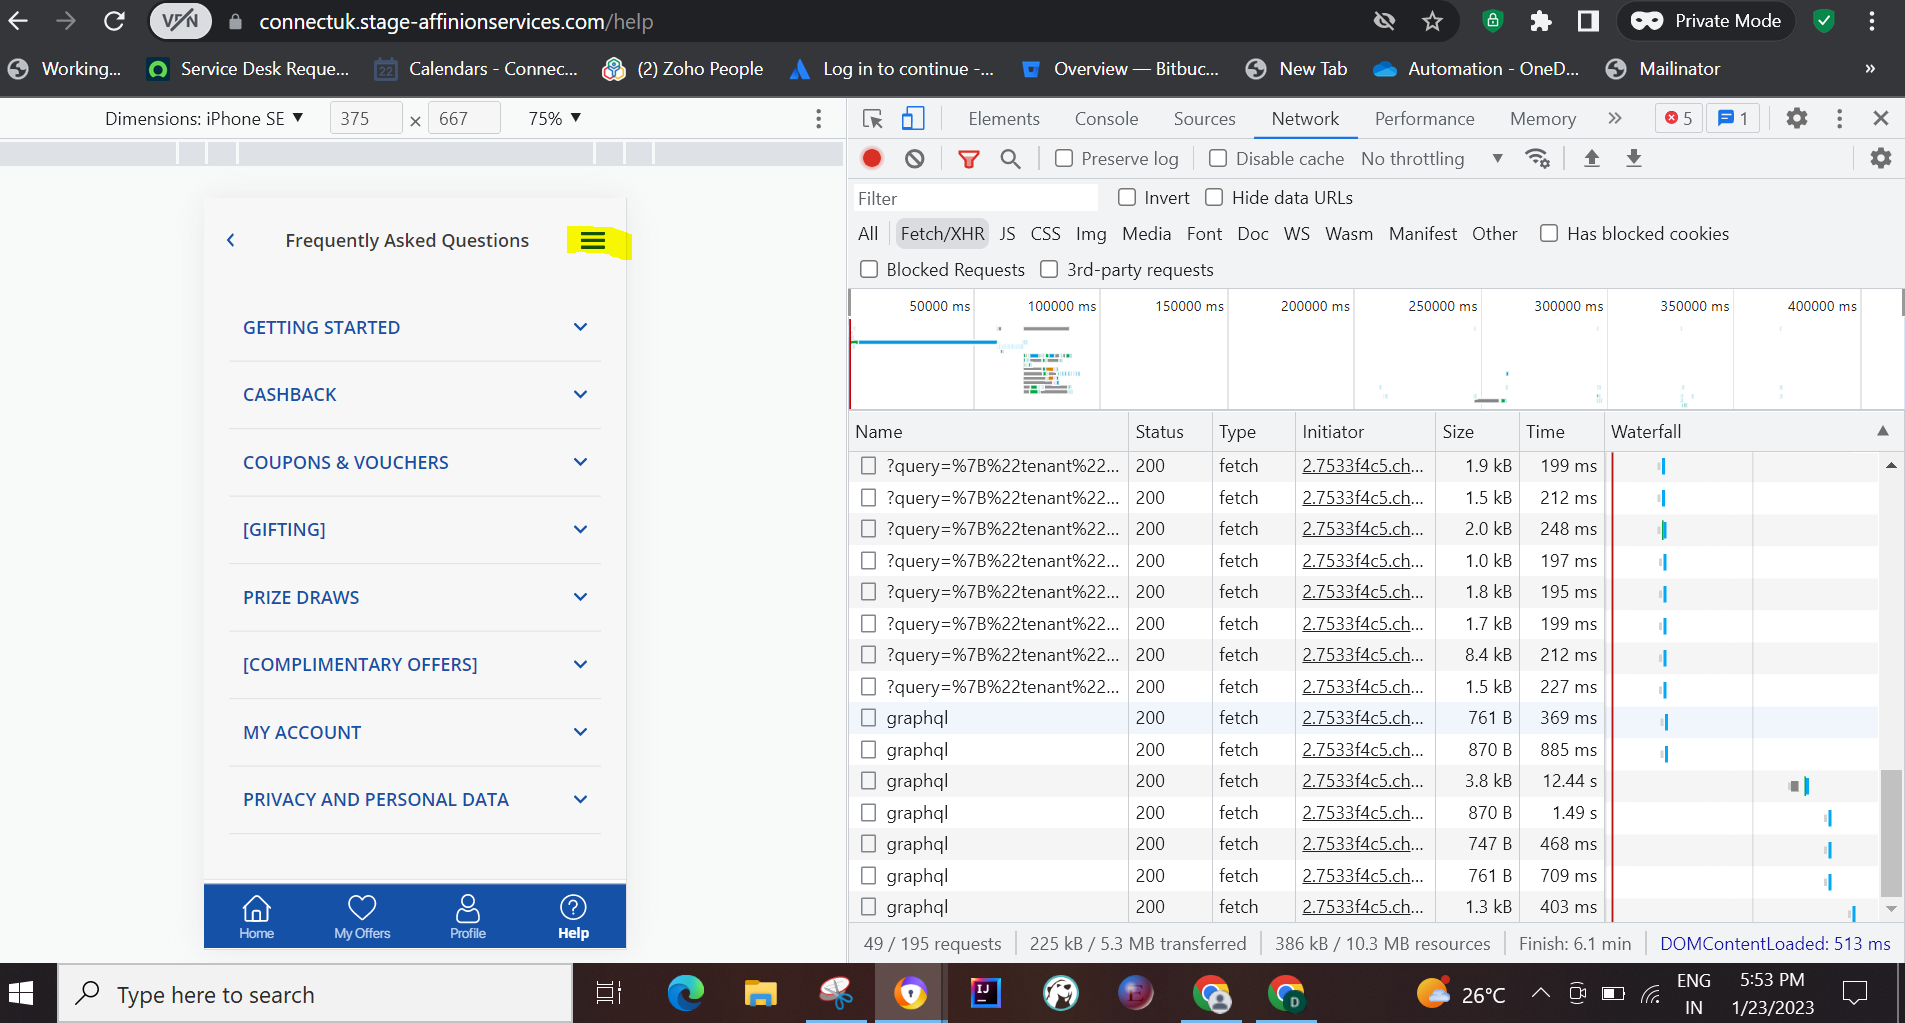 VPN connectuk.stage-affinionservices.com/help Private Mode
Working... Service Desk Reque... 22 Calendars - Connec... (2) Zoho People Log in to continue -... Overview — Bitbuc... New Tab Automation - OneD... Mailinator »
Dimensions: iPhone SE ▼ 375 × 667 75% ▼
Elements Console Sources Network Performance Memory » 5 1
Preserve log Disable cache No throttling ▼
Filter Invert Hide data URLs
All Fetch/XHR JS CSS Img Media Font Doc WS Wasm Manifest Other Has blocked cookies
Blocked Requests 3rd-party requests
50000 ms 100000 ms 150000 ms 200000 ms 250000 ms 300000 ms 350000 ms 400000 ms
Name Status Type Initiator Size Time Waterfall
?query=%7B%22tenant%22... 200 fetch 2.7533f4c5.ch... 1.9 kB 199 ms
?query=%7B%22tenant%22... 200 fetch 2.7533f4c5.ch... 1.5 kB 212 ms
?query=%7B%22tenant%22... 200 fetch 2.7533f4c5.ch... 2.0 kB 248 ms
?query=%7B%22tenant%22... 200 fetch 2.7533f4c5.ch... 1.0 kB 197 ms
?query=%7B%22tenant%22... 200 fetch 2.7533f4c5.ch... 1.8 kB 195 ms
?query=%7B%22tenant%22... 200 fetch 2.7533f4c5.ch... 1.7 kB 199 ms
?query=%7B%22tenant%22... 200 fetch 2.7533f4c5.ch... 8.4 kB 212 ms
?query=%7B%22tenant%22... 200 fetch 2.7533f4c5.ch... 1.5 kB 227 ms
graphql 200 fetch 2.7533f4c5.ch... 761 B 369 ms
graphql 200 fetch 2.7533f4c5.ch... 870 B 885 ms
graphql 200 fetch 2.7533f4c5.ch... 3.8 kB 12.44 s
graphql 200 fetch 2.7533f4c5.ch... 870 B 1.49 s
graphql 200 fetch 2.7533f4c5.ch... 747 B 468 ms
graphql 200 fetch 2.7533f4c5.ch... 761 B 709 ms
graphql 200 fetch 2.7533f4c5.ch... 1.3 kB 403 ms
49 / 195 requests 225 kB / 5.3 MB transferred 386 kB / 10.3 MB resources Finish: 6.1 min DOMContentLoaded: 513 ms
Frequently Asked Questions
GETTING STARTED
CASHBACK
COUPONS & VOUCHERS
[GIFTING]
PRIZE DRAWS
[COMPLIMENTARY OFFERS]
MY ACCOUNT
PRIVACY AND PERSONAL DATA
Home My Offers Profile Help
Type here to search IJ E D 26°C ENG 5:53 PM
IN 1/23/2023